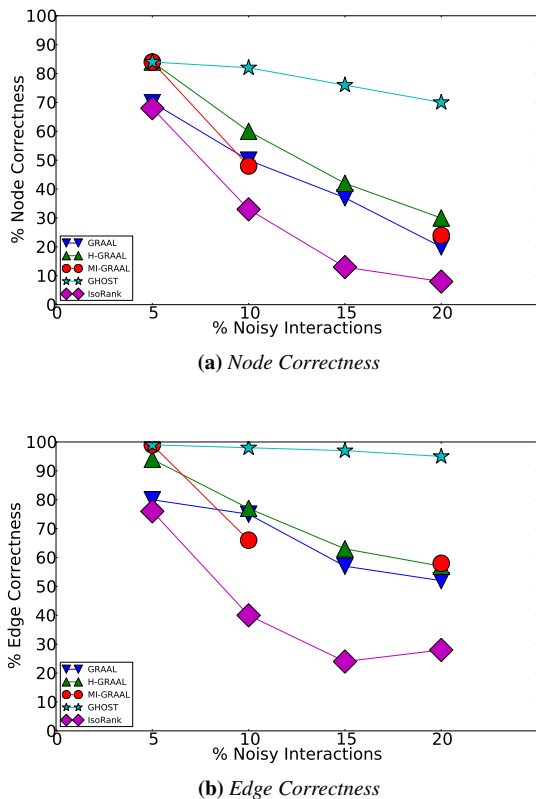 100
90
80
70
60
50
40
30
20
10
0
% Node Correctness
GRAAL
H-GRAAL
MI-GRAAL
GHOST
IsoRank
0 5 10 15 20
% Noisy Interactions
(a) Node Correctness
100
90
80
70
60
50
40
30
20
10
0
% Edge Correctness
GRAAL
H-GRAAL
MI-GRAAL
GHOST
IsoRank
0 5 10 15 20
% Noisy Interactions
(b) Edge Correctness